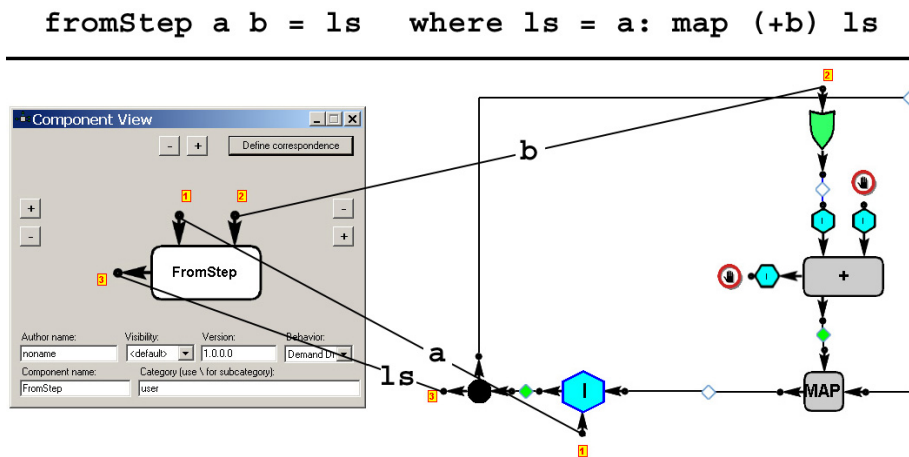 fromStep a b = ls   where ls = a: map (+b) ls
Component View
- + Define correspondence
2
b
1 2
+ -
- +
FromStep
3
I I
I +
Author name: Visibility: Version: Behavior:
noname <default> 1.0.0.0
a
Component name: Category (use \ for subcategory):
FromStep user
ls
3
I
MAP
1